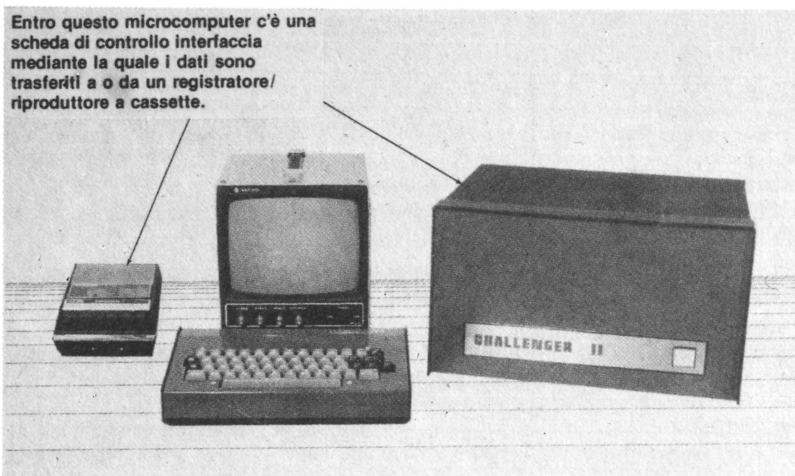 Entro questo microcomputer c'è una
scheda di controllo interfaccia
mediante la quale i dati sono
trasferiti a o da un registratore/
riproduttore a cassette.
CHALLENGER II